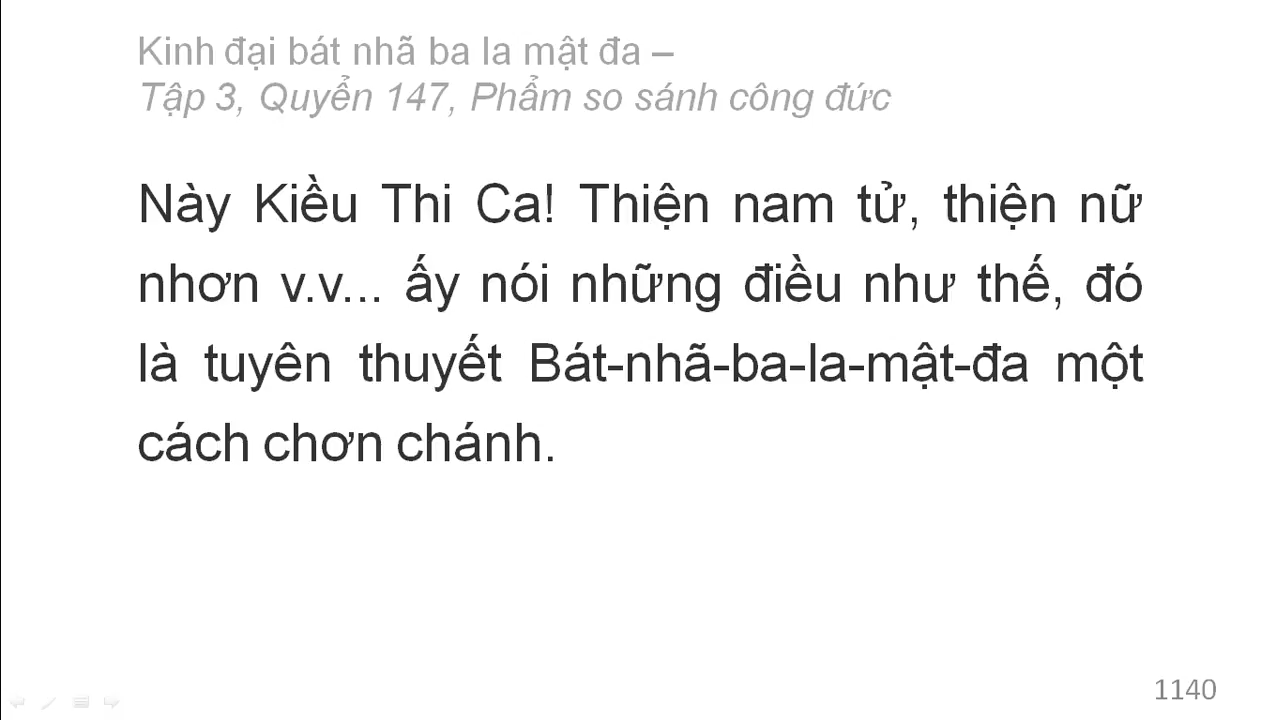 Kinh đại bát nhã ba la mật đa –
Tập 3, Quyển 147, Phẩm so sánh công đức
Này Kiều Thi Ca! Thiện nam tử, thiện nữ
nhơn v.v... ấy nói những điều như thế, đó
là tuyên thuyết Bát-nhã-ba-la-mật-đa một
cách chơn chánh.
1140